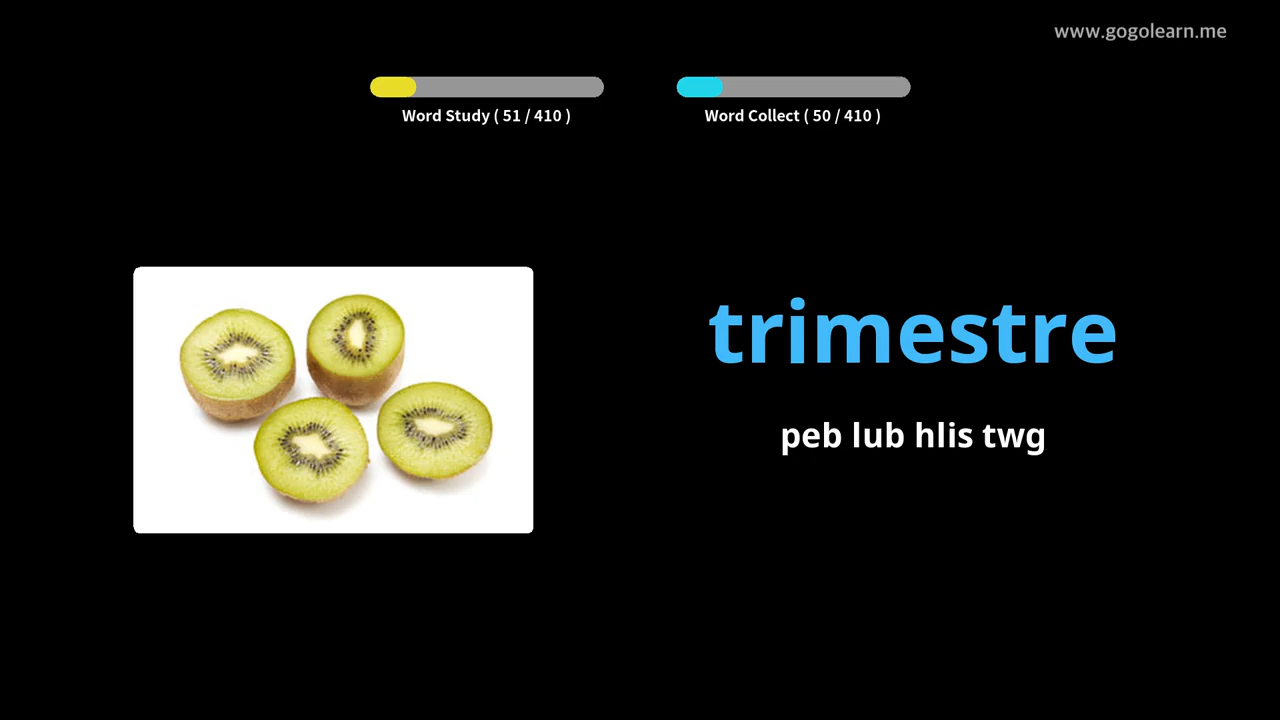 www.gogolearn.me
Word Study ( 51 / 410 )
Word Collect ( 50 / 410 )
trimestre
peb lub hlis twg